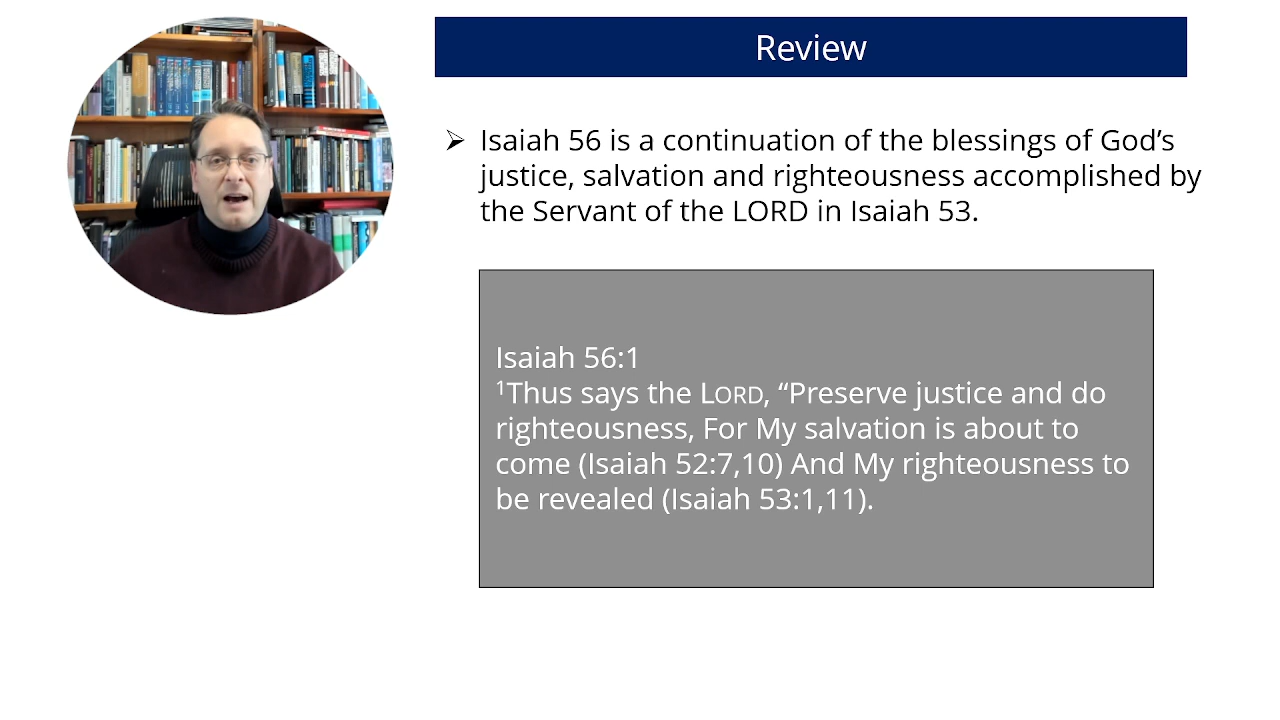 Review
➢ Isaiah 56 is a continuation of the blessings of God’s
justice, salvation and righteousness accomplished by
the Servant of the LORD in Isaiah 53.
Isaiah 56:1
¹Thus says the LORD, “Preserve justice and do
righteousness, For My salvation is about to
come (Isaiah 52:7,10) And My righteousness to
be revealed (Isaiah 53:1,11).